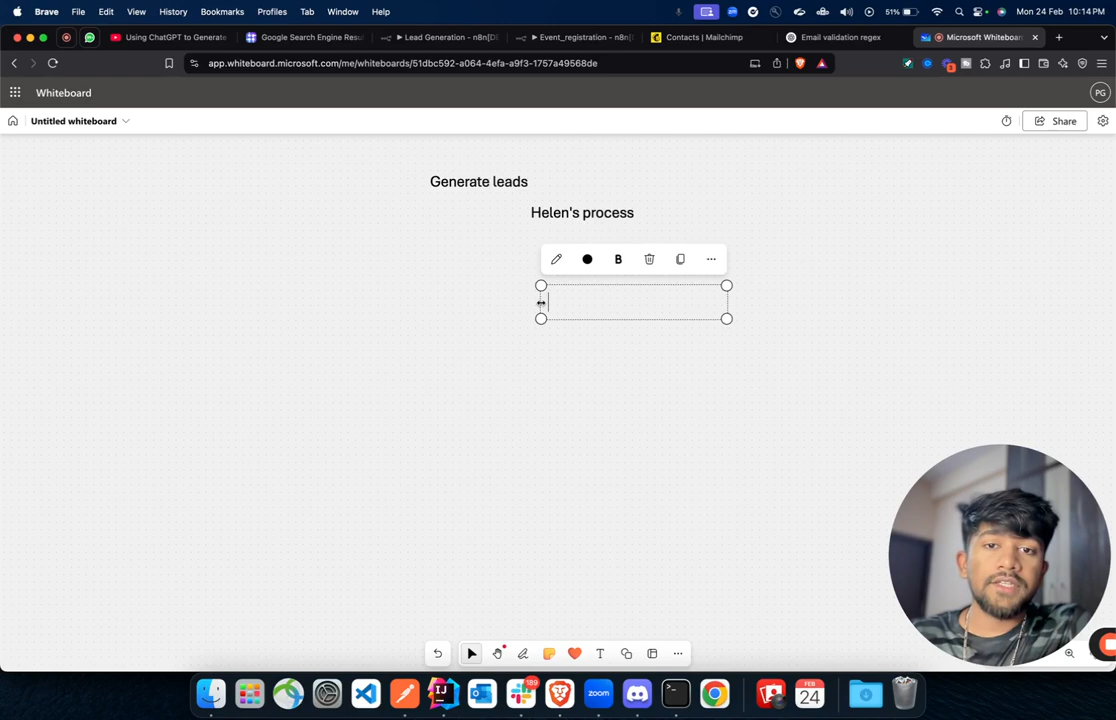 Brave File Edit View History Bookmarks Profiles Tab Window Help
51% Mon 24 Feb 10:14 PM
Using ChatGPT to Generate
Google Search Engine Resu
Lead Generation - n8n[D
Event_registration - n8n[
Contacts | Mailchimp
Email validation regex
Microsoft Whiteboar
app.whiteboard.microsoft.com/me/whiteboards/51dbc592-a064-4efa-a9f3-1757a49568de
Whiteboard
PG
Untitled whiteboard
Share
Generate leads
Helen's process
B
T
189
zoom
FEB
24